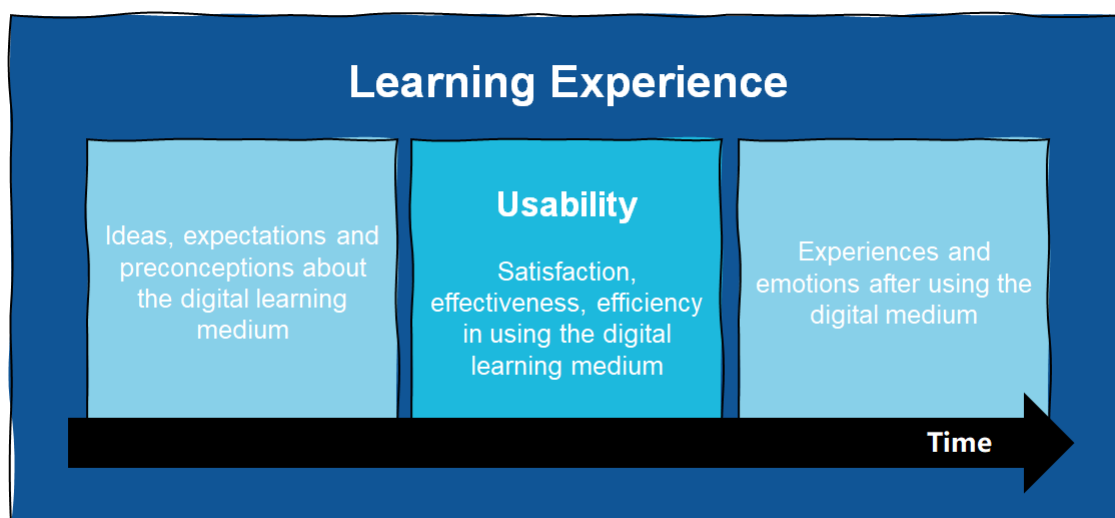 Learning Experience
Ideas, expectations and
preconceptions about
the digital learning
medium
Usability
Satisfaction,
effectiveness, efficiency
in using the digital
learning medium
Experiences and
emotions after using the
digital medium
Time